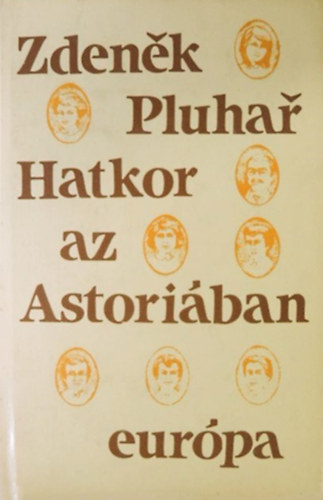 Zdeněk
Pluhař
Hatkor
az
Astoriában
európa